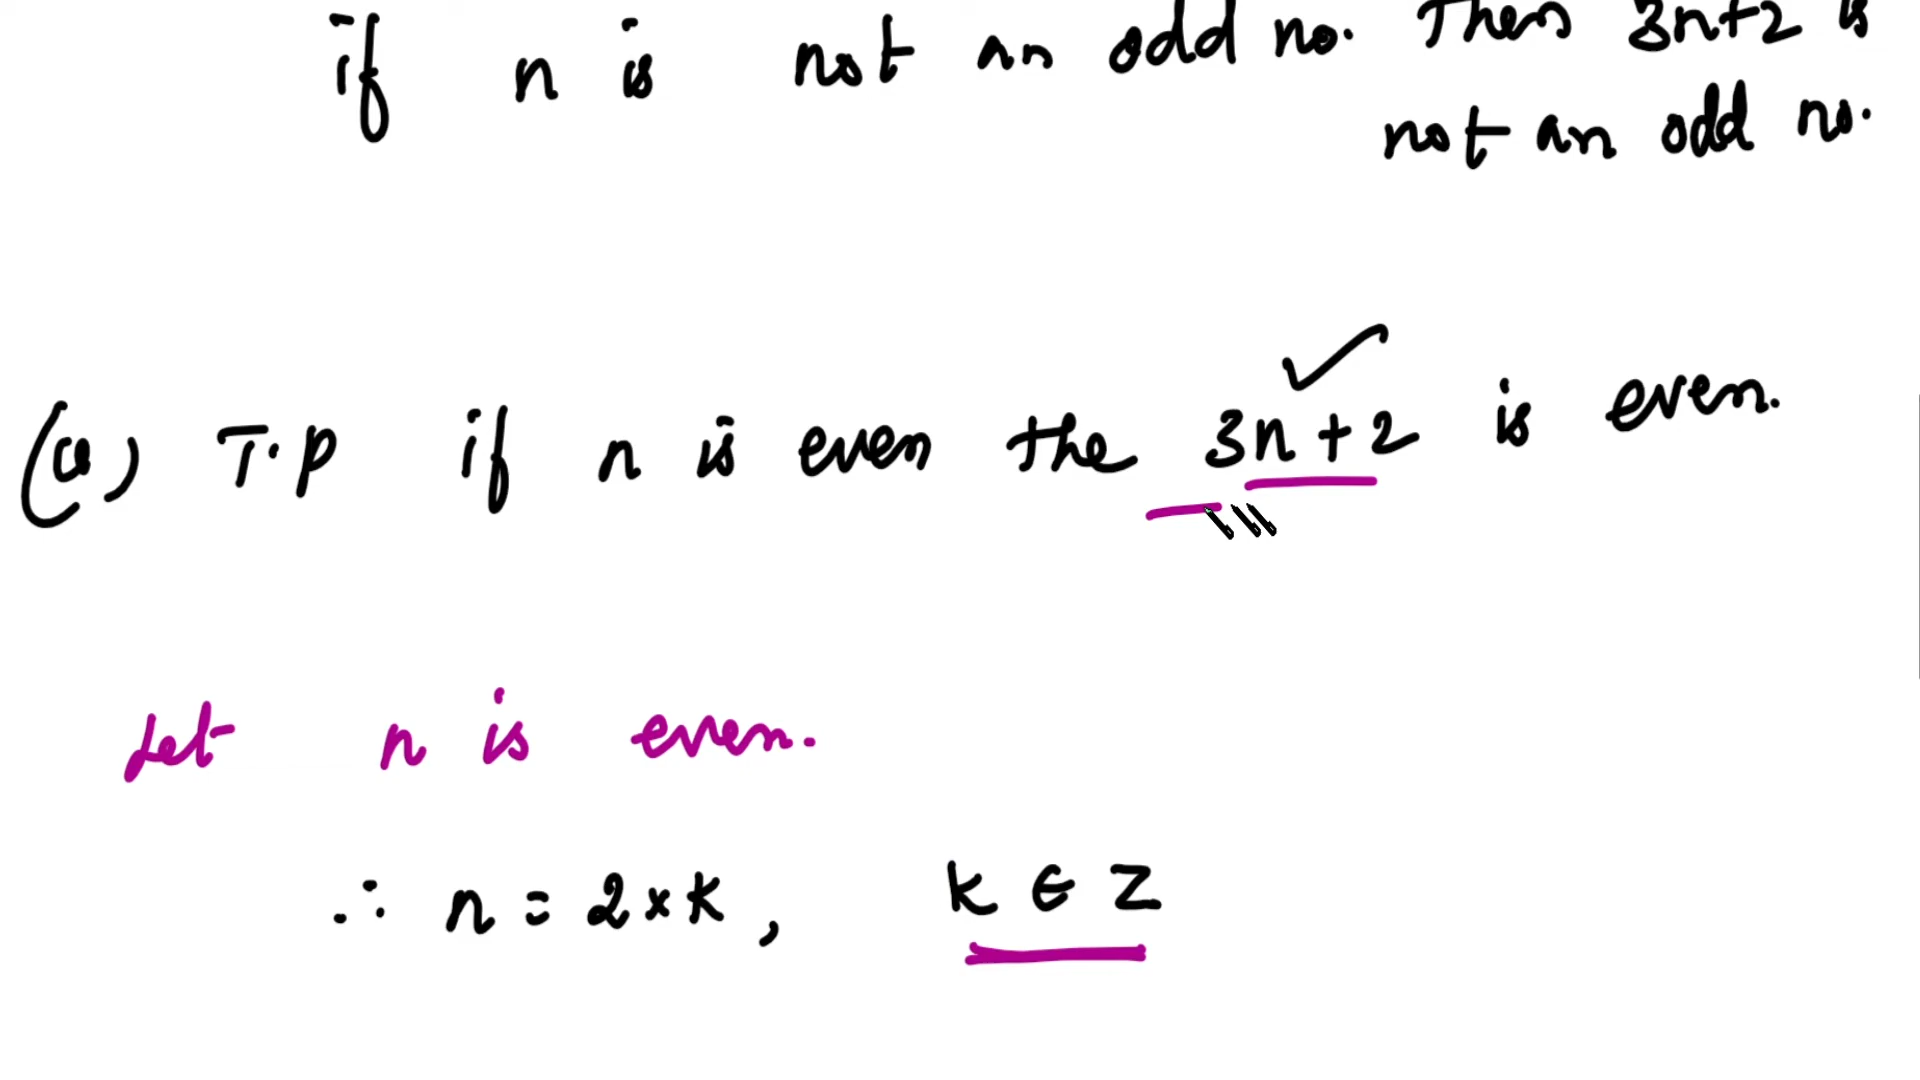 if n is not an odd no. Then 3n+2 is
not an odd no.
(a) T.P if n is even the 3n+2 is even.
Let n is even.
∴ n = 2×k, k ∈ Z